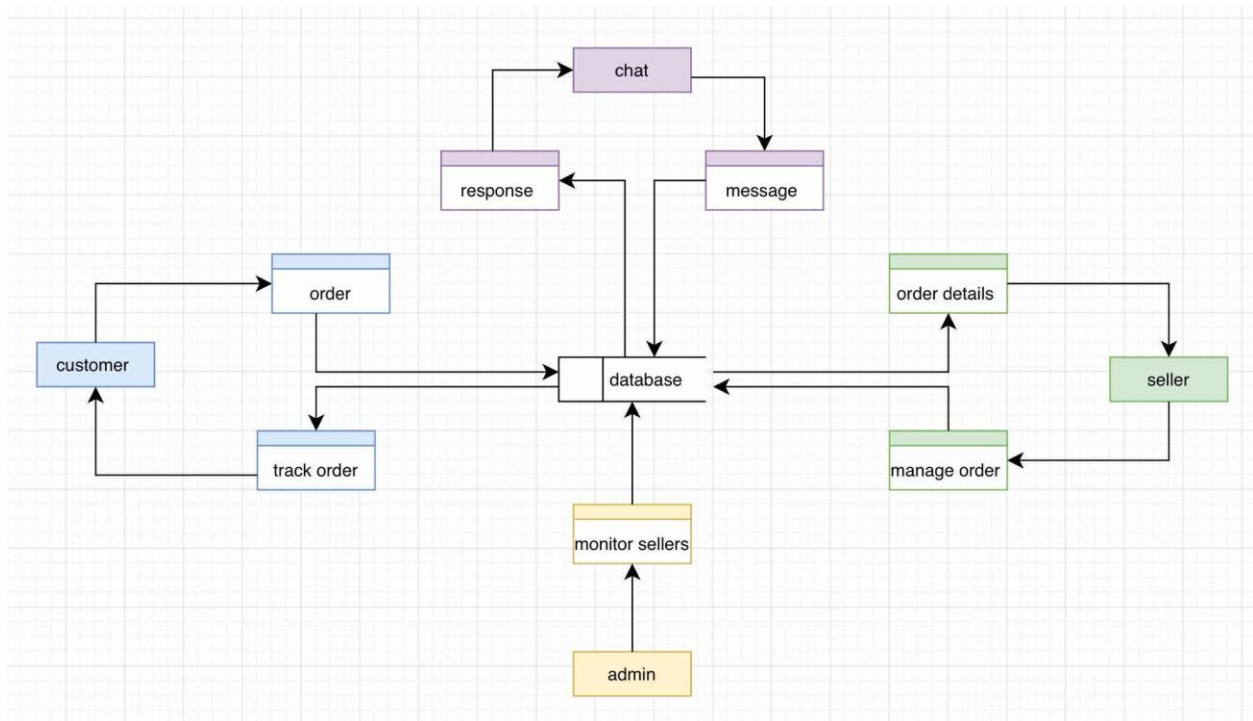 chat
response
message
order
order details
customer
database
seller
track order
manage order
monitor sellers
admin